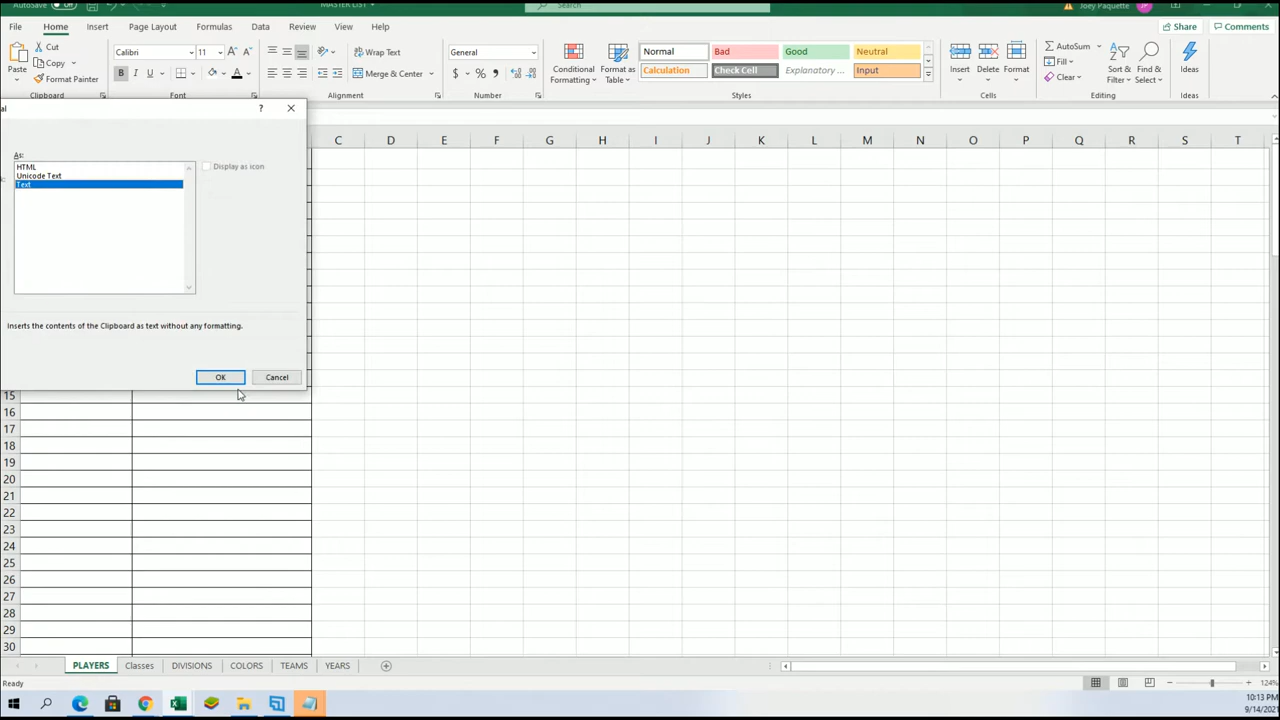 AutoSave Off MASTER LIST Search Joey Paquette JP
File Home Insert Page Layout Formulas Data Review View Help Share Comments
Cut Calibri 11 Wrap Text General Normal Bad Good Neutral AutoSum
Copy Fill
Paste Format Painter Merge & Center Conditional Formatting Format as Table Calculation Check Cell Explanatory ... Input Insert Delete Format Clear Sort & Filter Find & Select Ideas
Clipboard Font Alignment Number Styles Cells Editing Ideas
al ? ×
C D E F G H I J K L M N O P Q R S T
As:
HTML
Display as icon
Unicode Text
Text
Inserts the contents of the Clipboard as text without any formatting.
OK Cancel
15
16
17
18
19
20
21
22
23
24
25
26
27
28
29
30
PLAYERS Classes DIVISIONS COLORS TEAMS YEARS
Ready 124%
10:13 PM
9/14/2021